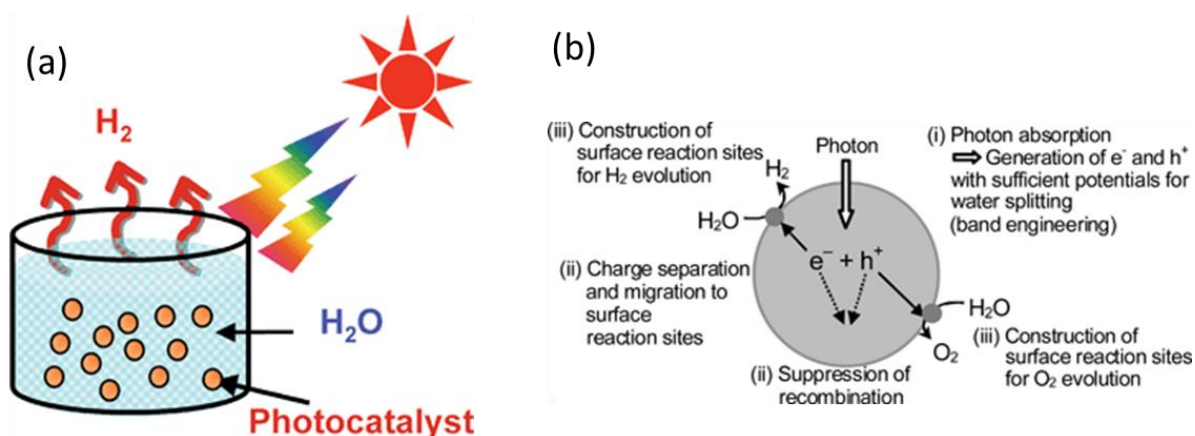 (a)
H₂
H₂O
Photocatalyst
(b)
(iii) Construction of
surface reaction sites
for H₂ evolution
Photon
(i) Photon absorption
⇨ Generation of e⁻ and h⁺
with sufficient potentials for
water splitting
(band engineering)
H₂
H₂O
e⁻ + h⁺
(ii) Charge separation
and migration to
surface
reaction sites
H₂O
O₂
(iii) Construction of
surface reaction sites
for O₂ evolution
(ii) Suppression of
recombination